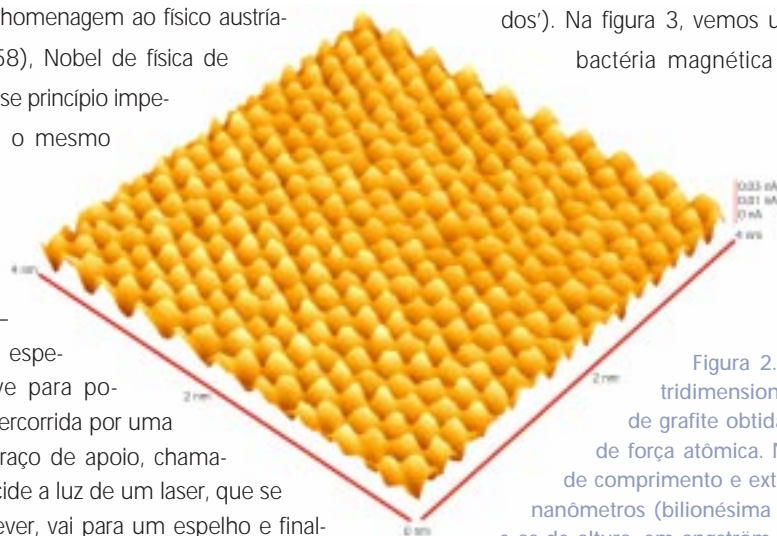 homenagem ao físico austría-
58), Nobel de física de
se princípio impe-
o mesmo
–
espe-
ve para po-
ercorrida por uma
raço de apoio, chama-
cide a luz de um laser, que se
ever, vai para um espelho e final-
dos'). Na figura 3, vemos u
bactéria magnética
0 nA
4 nm
4 nm
2 nm
2 nm
0 nm
Figura 2.
tridimension
de grafite obtida
de força atômica.
de comprimento e ext
nanômetros (bilionésima